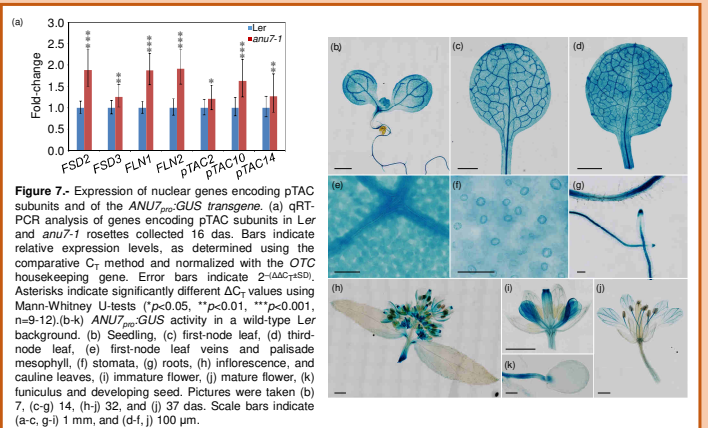 (a)
3.0
2.5
2.0
1.5
1.0
0.5
0.0
Fold-change
Ler
anu7-1
***
**
***
***
*
***
**
FSD2
FSD3
FLN1
FLN2
pTAC2
pTAC10
pTAC14
Figure 7.- Expression of nuclear genes encoding pTAC
subunits and of the ANU7pro:GUS transgene. (a) qRT-
PCR analysis of genes encoding pTAC subunits in Ler
and anu7-1 rosettes collected 16 das. Bars indicate
relative expression levels, as determined using the
comparative CT method and normalized with the OTC
housekeeping gene. Error bars indicate 2–(ΔΔCT±SD).
Asterisks indicate significantly different ΔCT values using
Mann-Whitney U-tests (*p<0.05, **p<0.01, ***p<0.001,
n=9-12).(b-k) ANU7pro:GUS activity in a wild-type Ler
background. (b) Seedling, (c) first-node leaf, (d) third-
node leaf, (e) first-node leaf veins and palisade
mesophyll, (f) stomata, (g) roots, (h) inflorescence, and
cauline leaves, (i) immature flower, (j) mature flower, (k)
funiculus and developing seed. Pictures were taken (b)
7, (c-g) 14, (h-j) 32, and (j) 37 das. Scale bars indicate
(a-c, g-i) 1 mm, and (d-f, j) 100 µm.
(b)
(c)
(d)
(e)
(f)
(g)
(h)
(i)
(j)
(k)